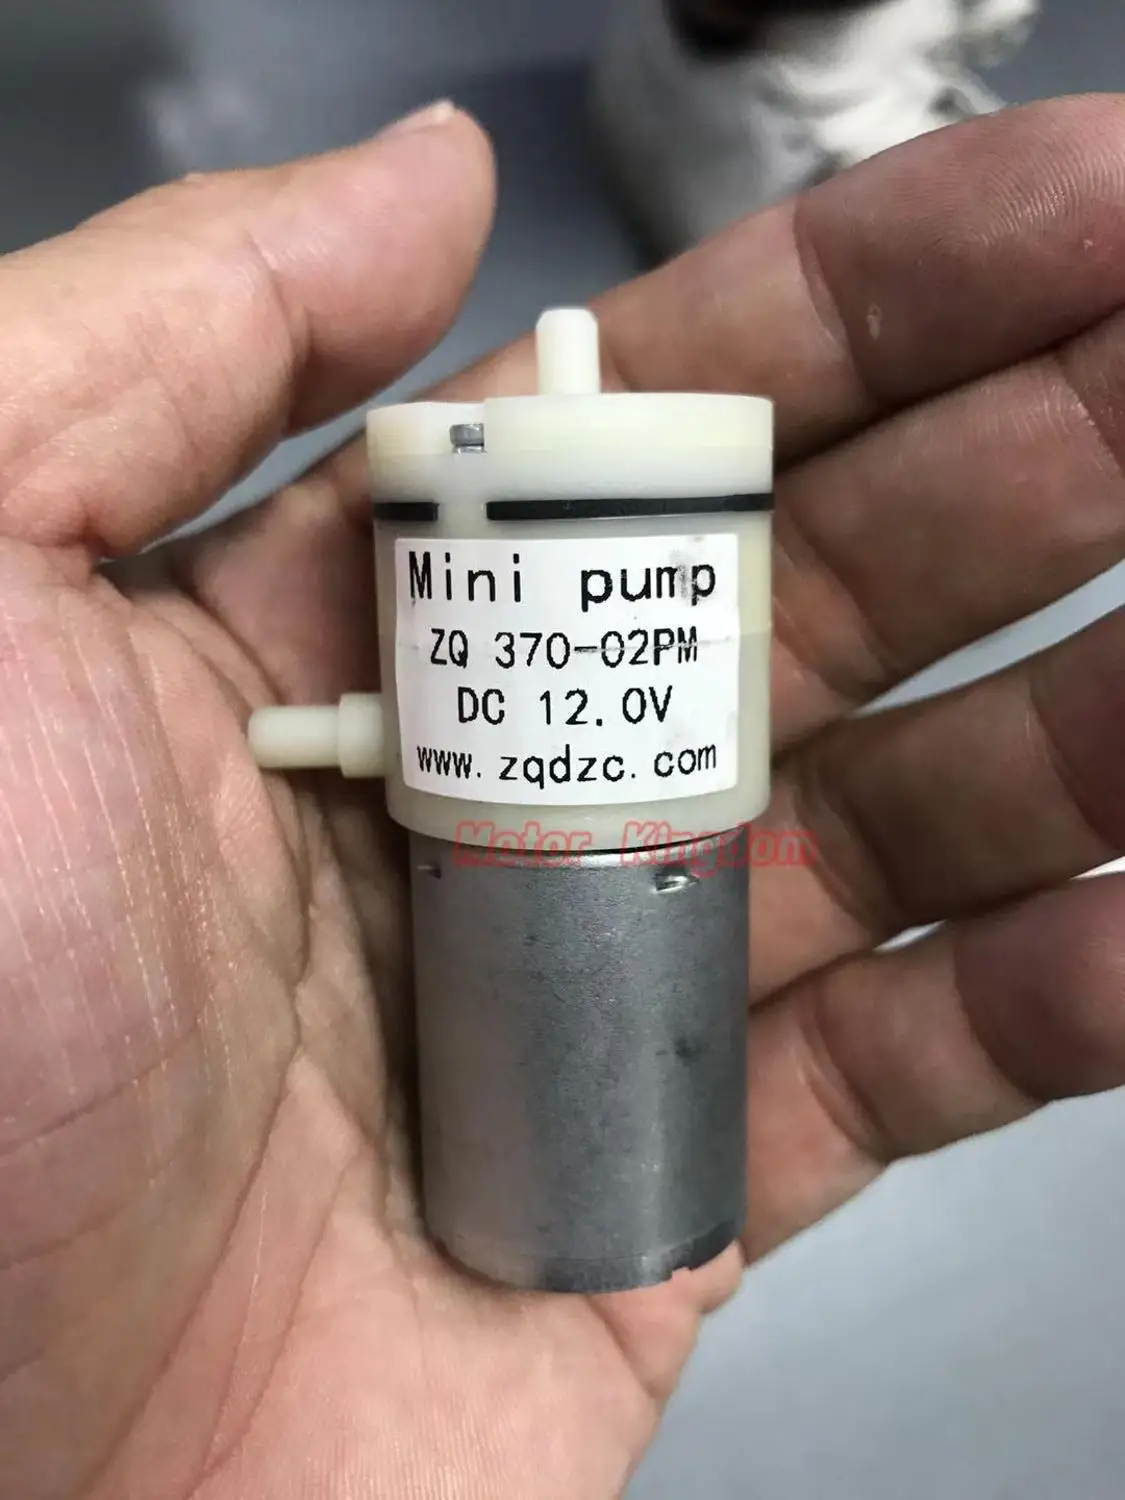 Mini pump
ZQ 370-02PM
DC 12.0V
www.zqdzc.com
Motor Kingdom